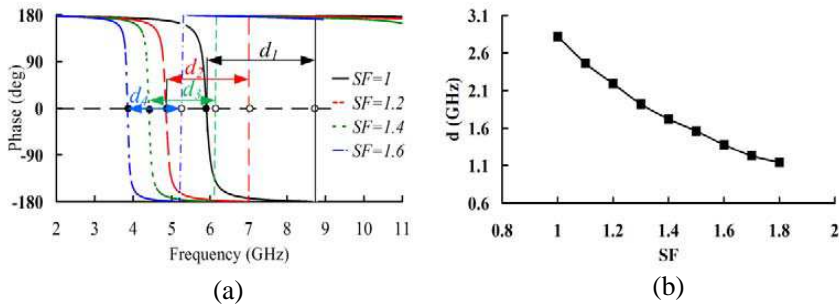 180
90
0
-90
-180
Phase (deg)
d1
d2
d3
d4
SF=1
SF=1.2
SF=1.4
SF=1.6
2 3 4 5 6 7 8 9 10 11
Frequency (GHz)
(a)
3.1
2.6
2.1
1.6
1.1
0.6
d (GHz)
0.8 1 1.2 1.4 1.6 1.8 2
SF
(b)